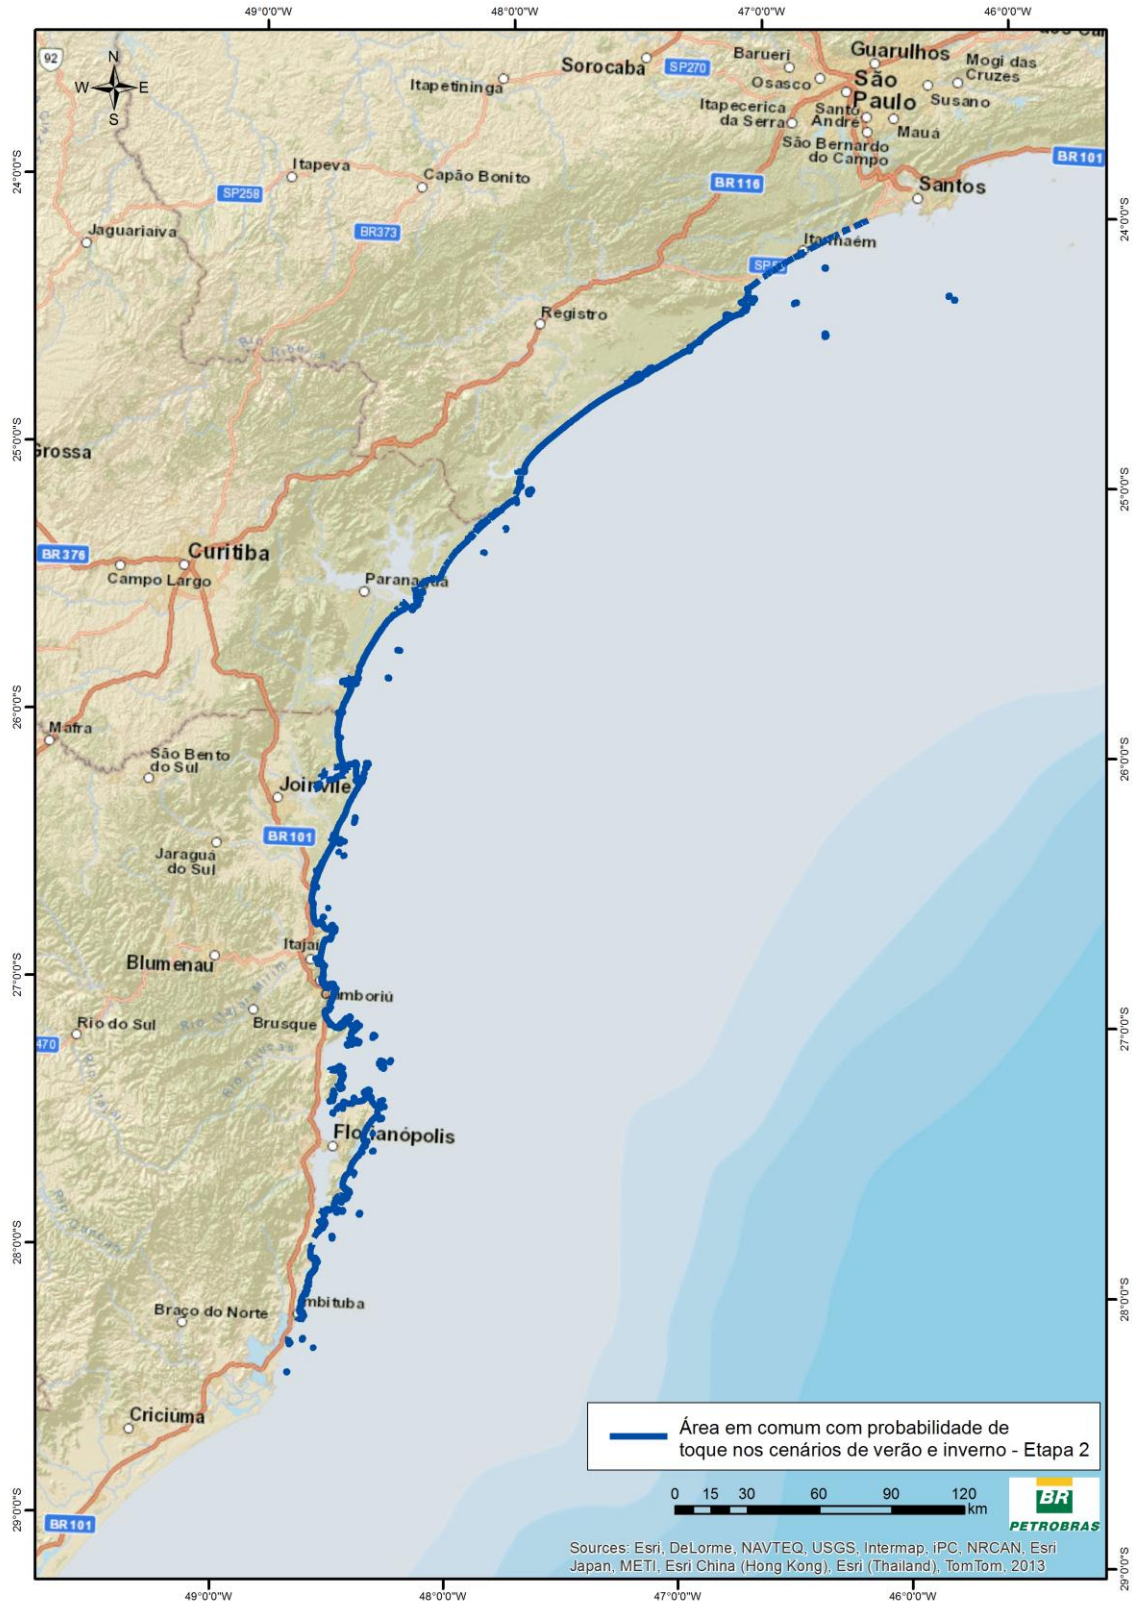 49°0'0"W 48°0'0"W 47°0'0"W 46°0'0"W
92
N
W E
S
Sorocaba
SP270
Barueri
Guarulhos
Osasco
São
Paulo
Mogi das
Cruzes
Itapetininga
Itapecerica
da Serra
Santo
André
Susano
Mauá
São Bernardo
do Campo
BR101
24°0'0"S
Itapeva
Capão Bonito
BR116
Santos
SP258
24°0'0"S
Jaguariaiva
BR373
Itanhaém
SP55
Registro
25°0'0"S
Grossa
25°0'0"S
BR376
Curitiba
Campo Largo
Paranaguá
26°0'0"S
Mafra
São Bento
do Sul
26°0'0"S
Joinvile
BR101
Jaraguá
do Sul
Itajaí
Blumenau
27°0'0"S
Camboriú
Rio do Sul
Brusque
27°0'0"S
470
Florianópolis
28°0'0"S
Braço do Norte
Imbituba
28°0'0"S
Criciúma
Área em comum com probabilidade de
toque nos cenários de verão e inverno - Etapa 2
0 15 30 60 90 120
km
BR
PETROBRAS
29°0'0"S
BR101
Sources: Esri, DeLorme, NAVTEQ, USGS, Intermap, iPC, NRCAN, Esri
Japan, METI, Esri China (Hong Kong), Esri (Thailand), TomTom, 2013
29°0'0"S
49°0'0"W 48°0'0"W 47°0'0"W 46°0'0"W